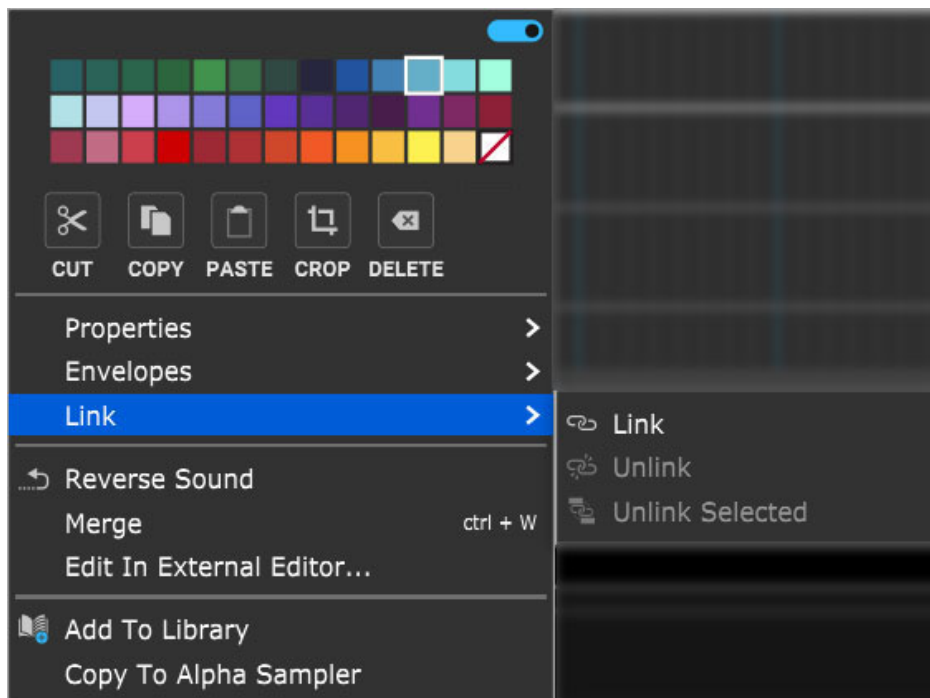 CUT COPY PASTE CROP DELETE
Properties
Envelopes
Link
Link
Unlink
Unlink Selected
Reverse Sound
Merge ctrl + W
Edit In External Editor...
Add To Library
Copy To Alpha Sampler